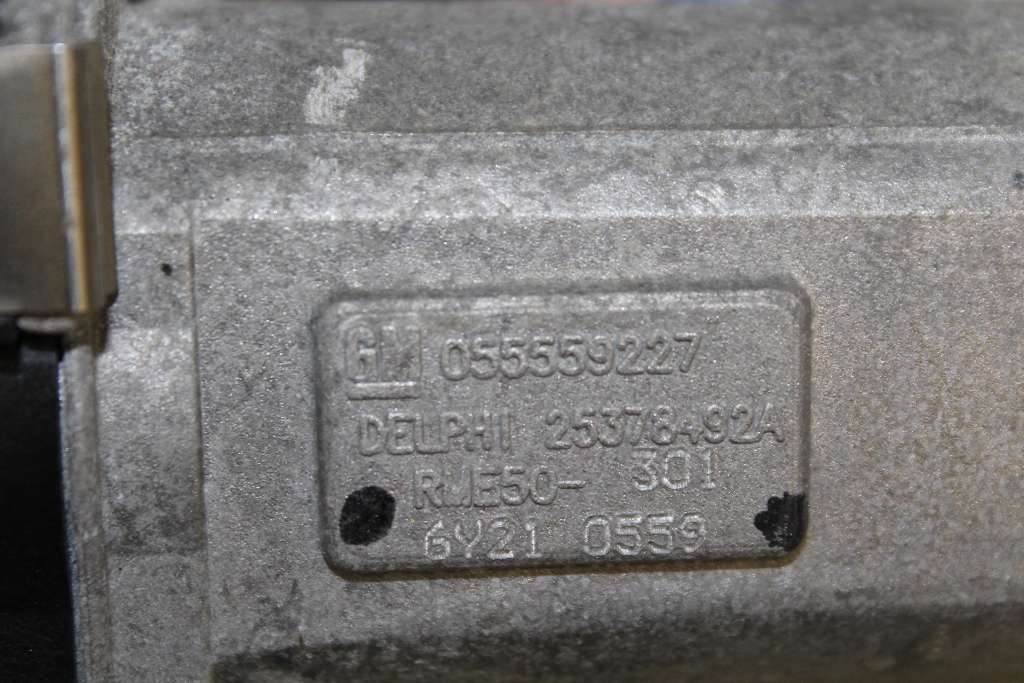 GM 055559227
DELPHI 25378492A
RME50- 301
6Y21 0559